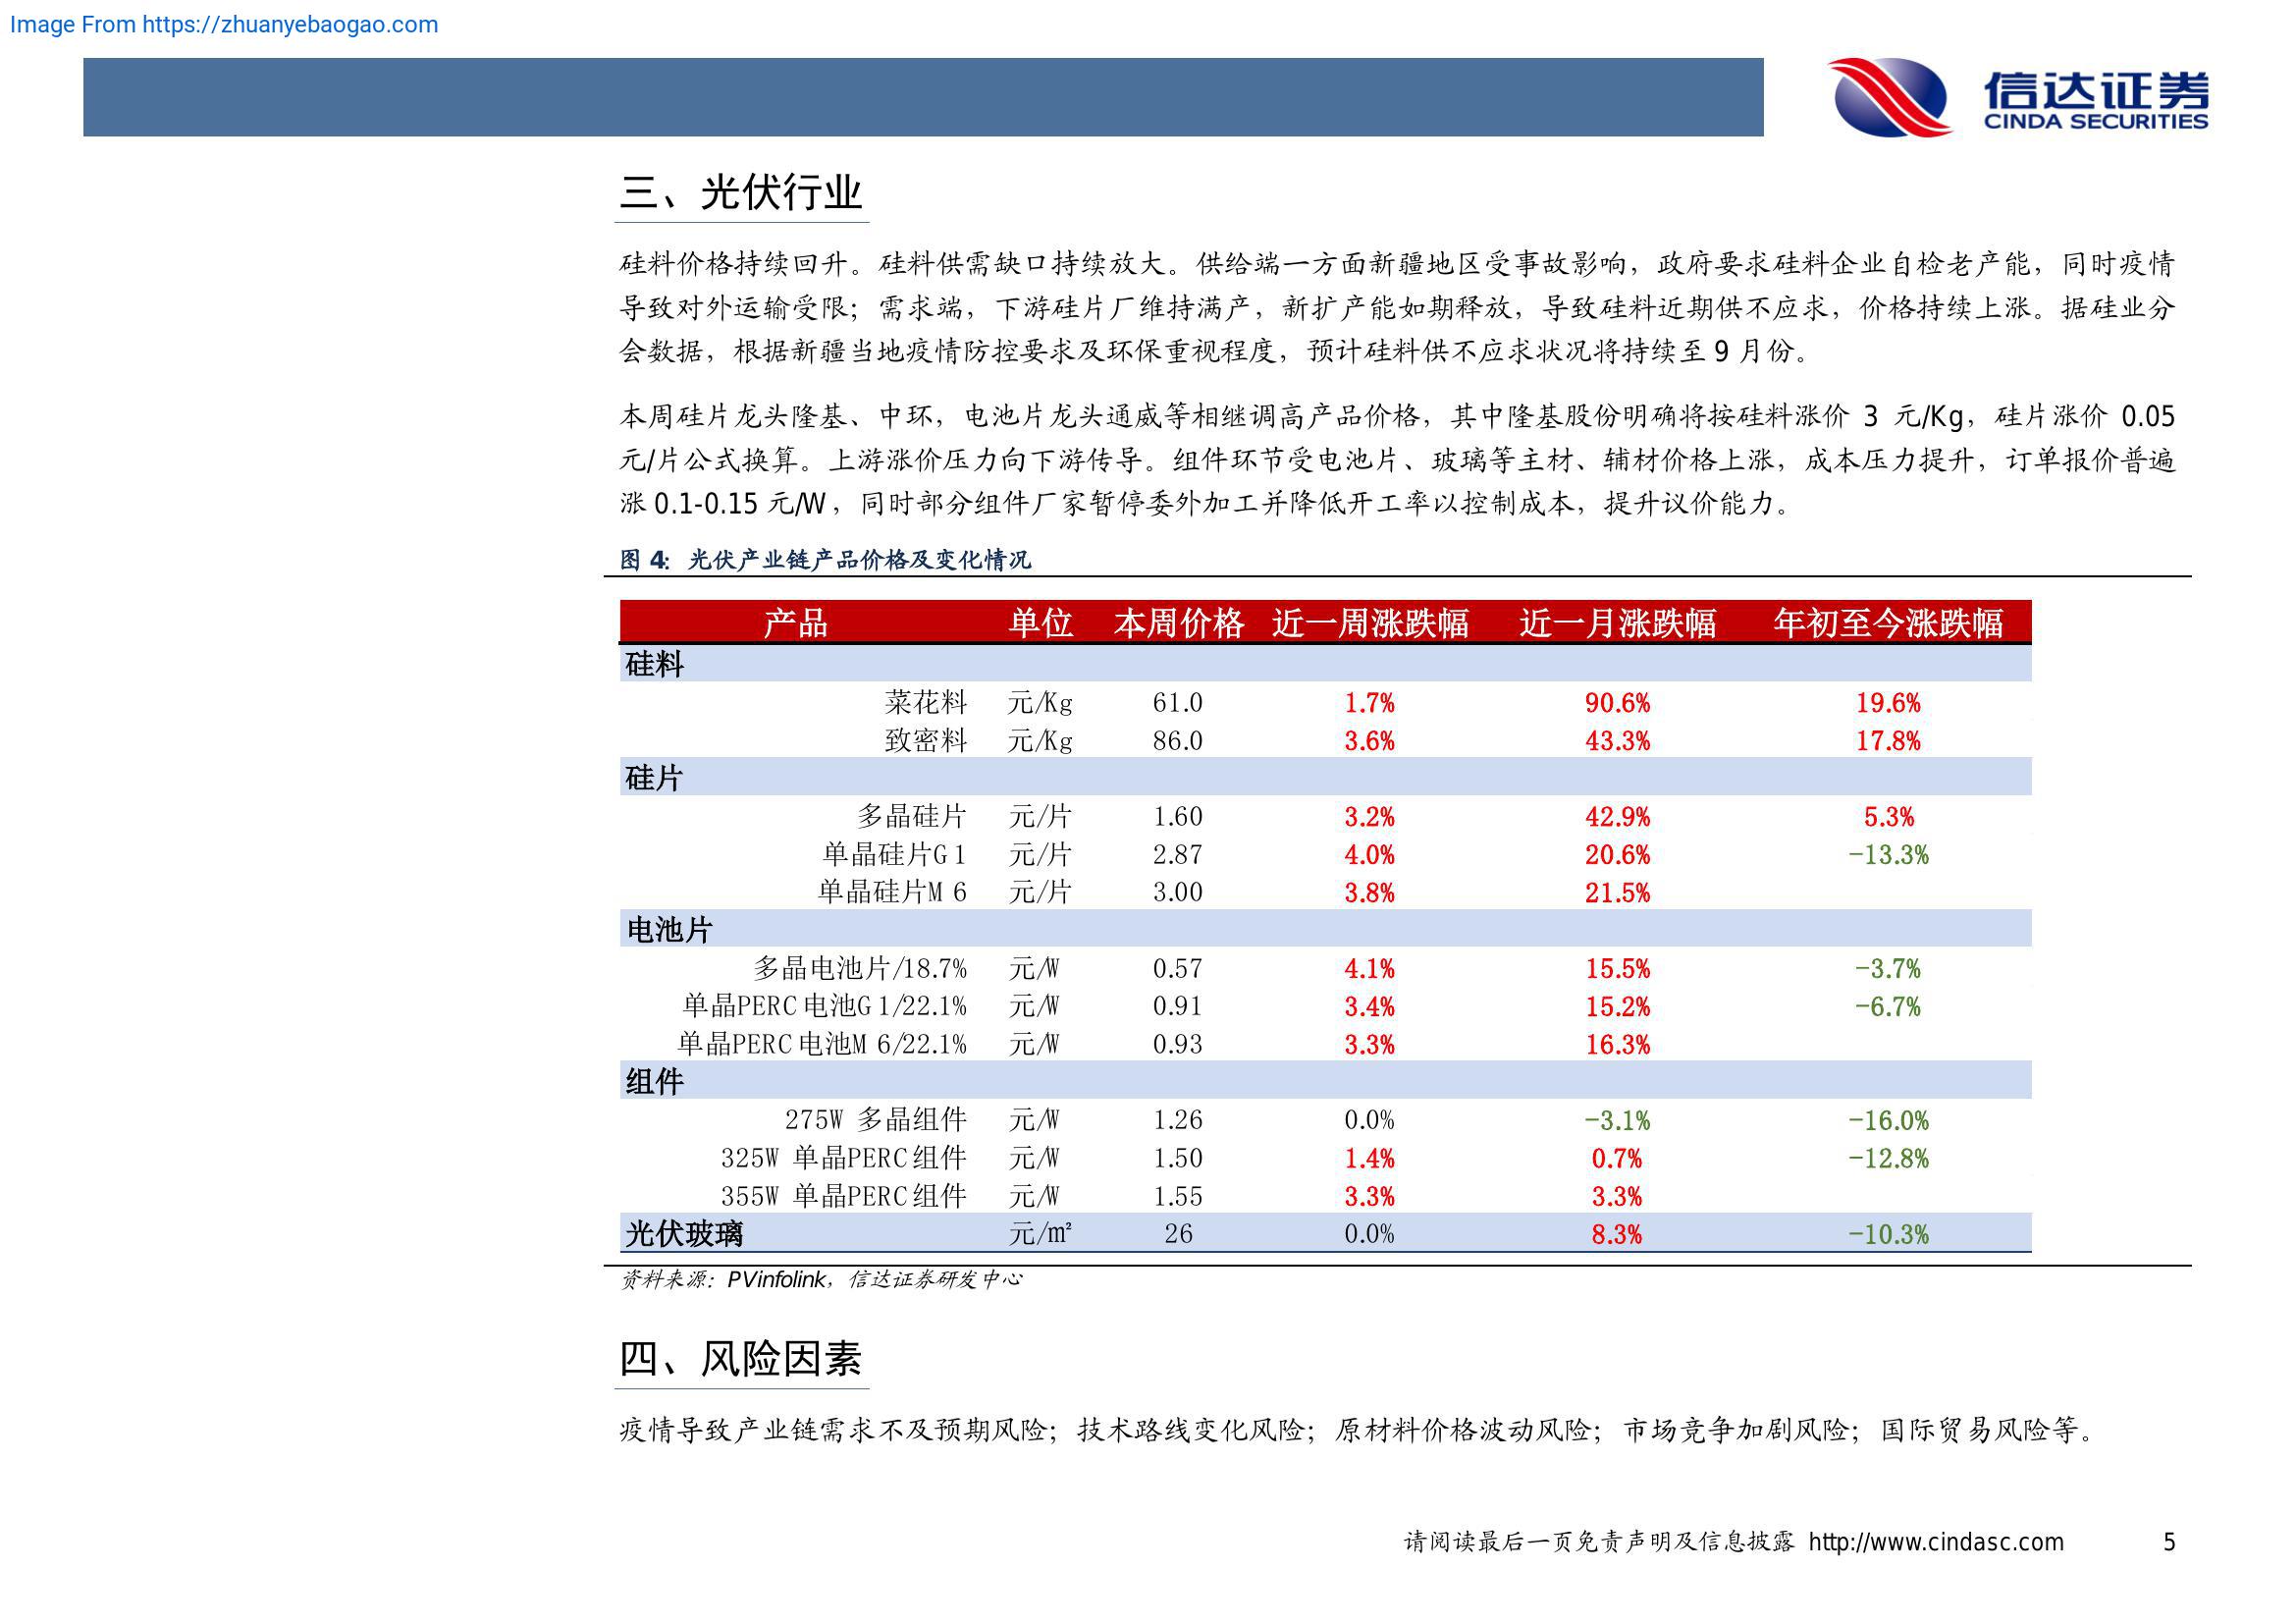 Image From https://zhuanyebaogao.com
信达证券
CINDA SECURITIES
三、光伏行业
硅料价格持续回升。硅料供需缺口持续放大。供给端一方面新疆地区受事故影响，政府要求硅料企业自检老产能，同时疫情
导致对外运输受限；需求端，下游硅片厂维持满产，新扩产能如期释放，导致硅料近期供不应求，价格持续上涨。据硅业分
会数据，根据新疆当地疫情防控要求及环保重视程度，预计硅料供不应求状况将持续至 9 月份。
本周硅片龙头隆基、中环，电池片龙头通威等相继调高产品价格，其中隆基股份明确将按硅料涨价 3 元/Kg，硅片涨价 0.05
元/片公式换算。上游涨价压力向下游传导。组件环节受电池片、玻璃等主材、辅材价格上涨，成本压力提升，订单报价普遍
涨 0.1-0.15 元/W，同时部分组件厂家暂停委外加工并降低开工率以控制成本，提升议价能力。
图 4: 光伏产业链产品价格及变化情况
产品 单位 本周价格 近一周涨跌幅 近一月涨跌幅 年初至今涨跌幅
硅料
菜花料 元/Kg 61.0 1.7% 90.6% 19.6%
致密料 元/Kg 86.0 3.6% 43.3% 17.8%
硅片
多晶硅片 元/片 1.60 3.2% 42.9% 5.3%
单晶硅片G1 元/片 2.87 4.0% 20.6% -13.3%
单晶硅片M6 元/片 3.00 3.8% 21.5%
电池片
多晶电池片/18.7% 元/W 0.57 4.1% 15.5% -3.7%
单晶PERC电池G1/22.1% 元/W 0.91 3.4% 15.2% -6.7%
单晶PERC电池M6/22.1% 元/W 0.93 3.3% 16.3%
组件
275W 多晶组件 元/W 1.26 0.0% -3.1% -16.0%
325W 单晶PERC组件 元/W 1.50 1.4% 0.7% -12.8%
355W 单晶PERC组件 元/W 1.55 3.3% 3.3%
光伏玻璃 元/m² 26 0.0% 8.3% -10.3%
资料来源：PVinfolink，信达证券研发中心
四、风险因素
疫情导致产业链需求不及预期风险；技术路线变化风险；原材料价格波动风险；市场竞争加剧风险；国际贸易风险等。
请阅读最后一页免责声明及信息披露 http://www.cindasc.com 5